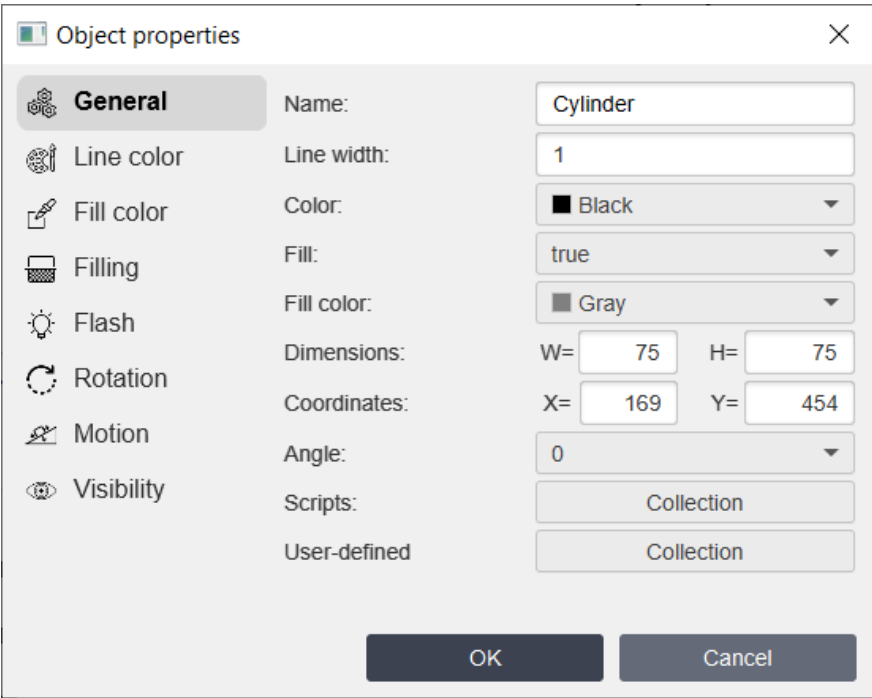 Object properties
General
Line color
Fill color
Filling
Flash
Rotation
Motion
Visibility
Name: Cylinder
Line width: 1
Color: Black
Fill: true
Fill color: Gray
Dimensions: W= 75 H= 75
Coordinates: X= 169 Y= 454
Angle: 0
Scripts: Collection
User-defined Collection
OK Cancel